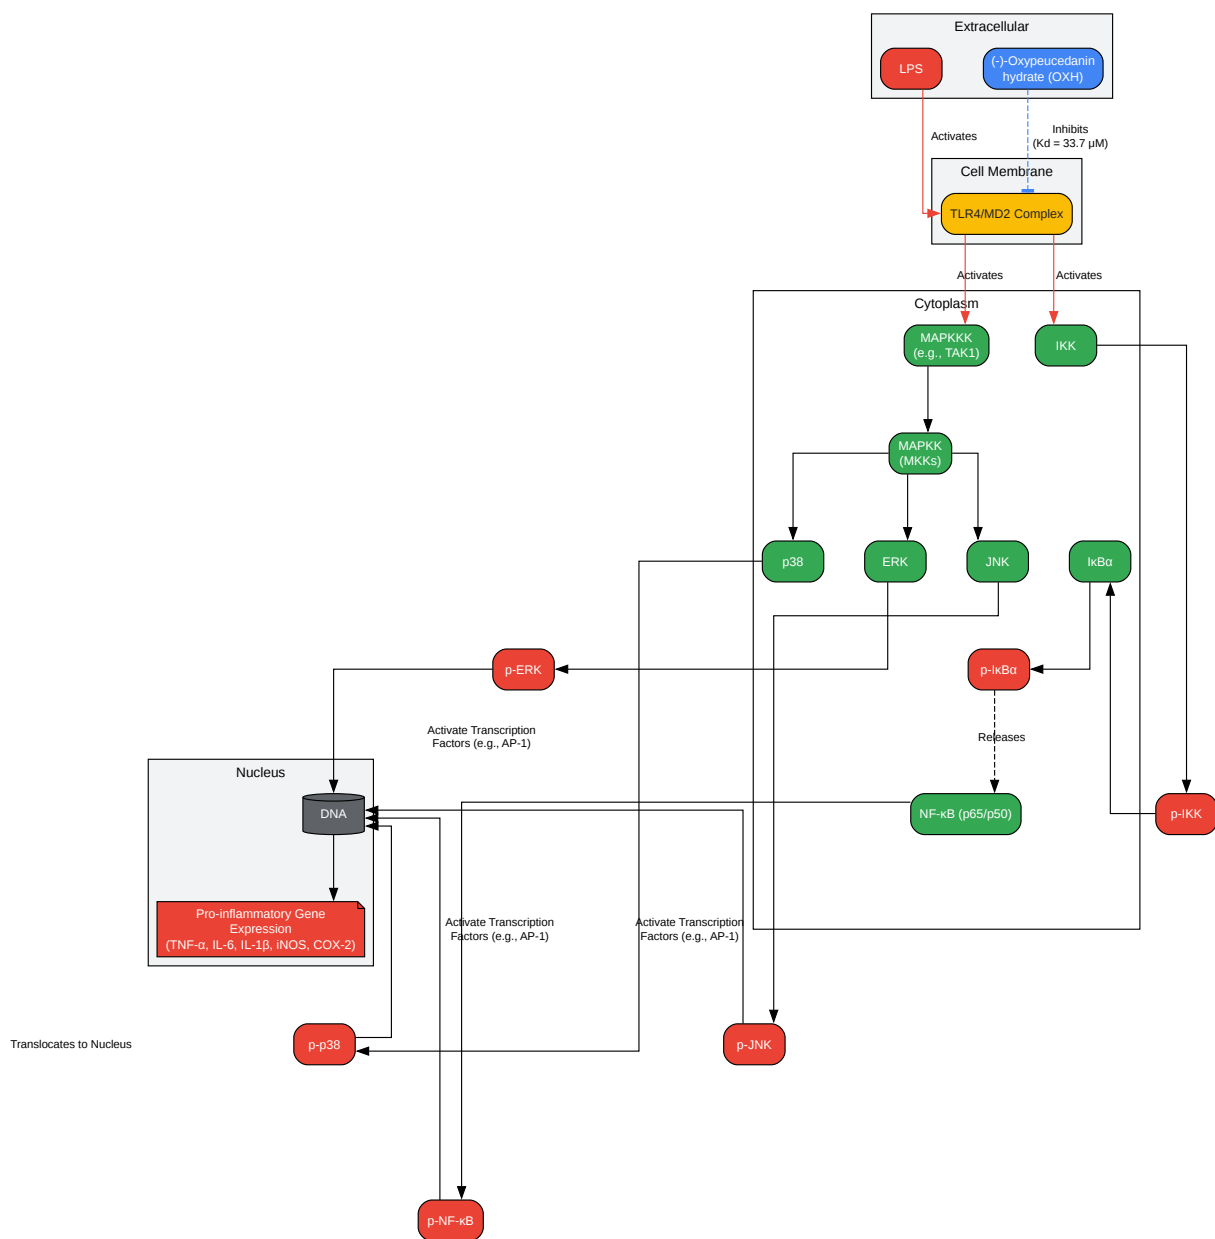 Extracellular
LPS
(-)-Oxypeucedanin
hydrate (OXH)
Activates
Inhibits
(Kd = 33.7 μM)
Cell Membrane
TLR4/MD2 Complex
Activates
Activates
Cytoplasm
MAPKKK
(e.g., TAK1)
IKK
MAPKK
(MKKs)
p38
ERK
JNK
IκBα
p-ERK
p-IκBα
Activate Transcription
Factors (e.g., AP-1)
Releases
Nucleus
DNA
NF-κB (p65/p50)
p-IKK
Pro-inflammatory Gene
Expression
(TNF-α, IL-6, IL-1β, iNOS, COX-2)
Activate Transcription
Factors (e.g., AP-1)
Activate Transcription
Factors (e.g., AP-1)
Translocates to Nucleus
p-p38
p-JNK
p-NF-κB